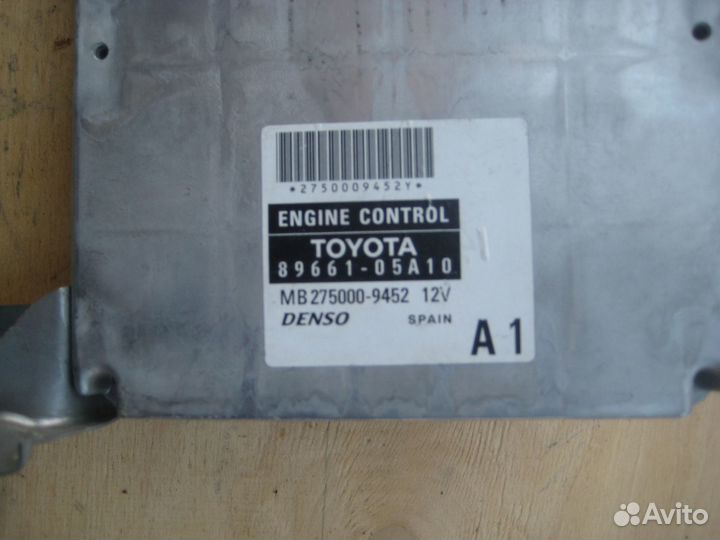 *2750009452Y*
ENGINE CONTROL
TOYOTA
89661-05A10
MB275000-9452 12V
DENSO SPAIN
A1
Avito